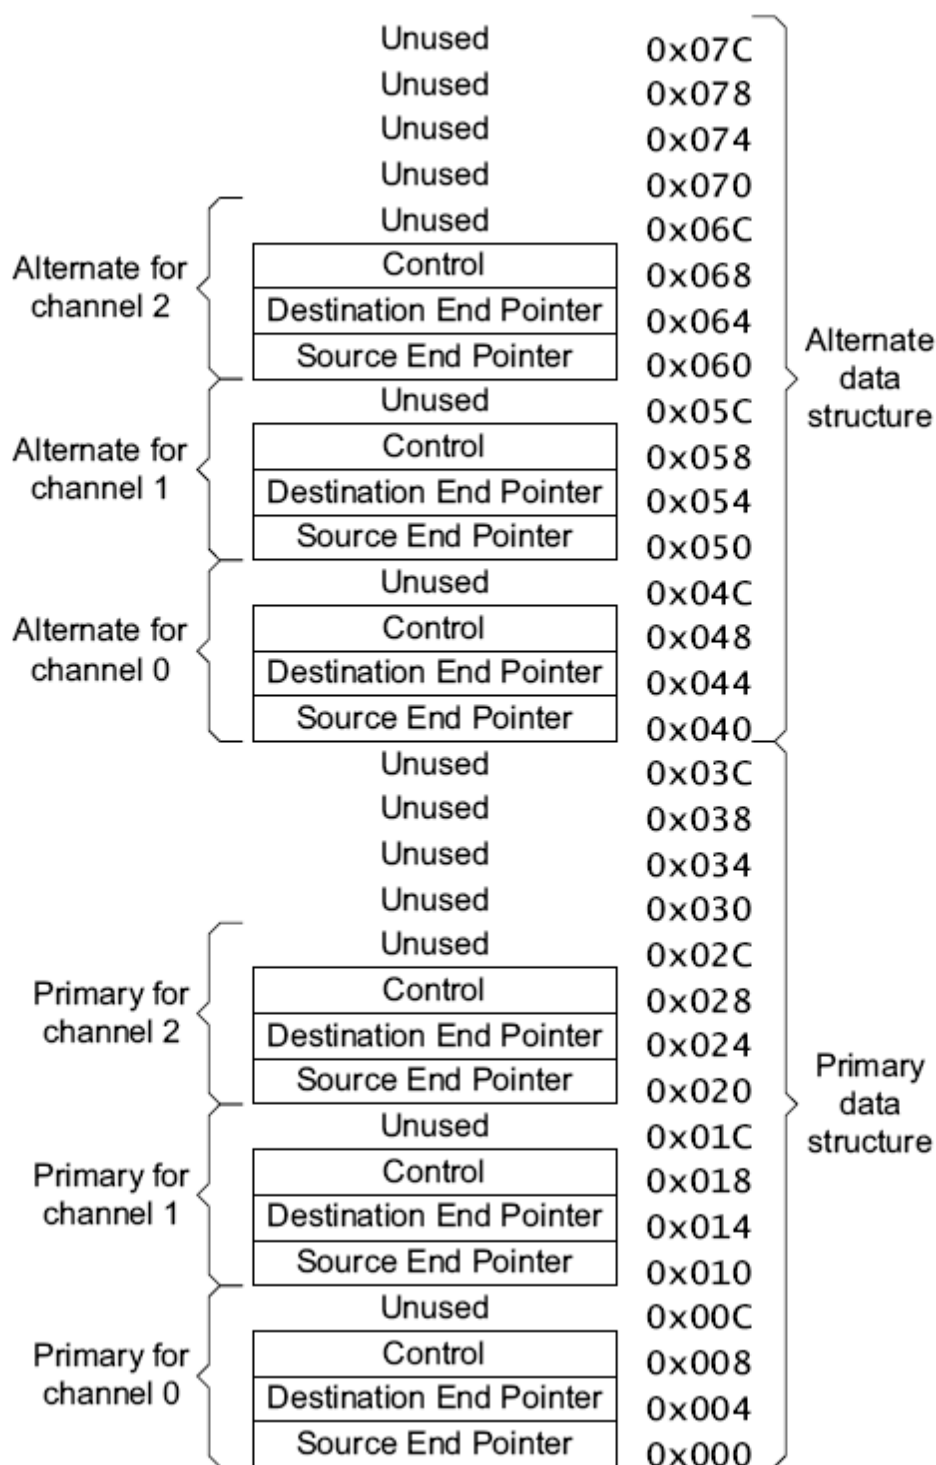 Unused 0x07C
Unused 0x078
Unused 0x074
Unused 0x070
Unused 0x06C
Alternate for
channel 2
Control 0x068
Destination End Pointer 0x064
Source End Pointer 0x060
Alternate
data
structure
Unused 0x05C
Alternate for
channel 1
Control 0x058
Destination End Pointer 0x054
Source End Pointer 0x050
Unused 0x04C
Alternate for
channel 0
Control 0x048
Destination End Pointer 0x044
Source End Pointer 0x040
Unused 0x03C
Unused 0x038
Unused 0x034
Unused 0x030
Unused 0x02C
Primary for
channel 2
Control 0x028
Destination End Pointer 0x024
Source End Pointer 0x020
Primary
data
structure
Unused 0x01C
Primary for
channel 1
Control 0x018
Destination End Pointer 0x014
Source End Pointer 0x010
Unused 0x00C
Primary for
channel 0
Control 0x008
Destination End Pointer 0x004
Source End Pointer 0x000